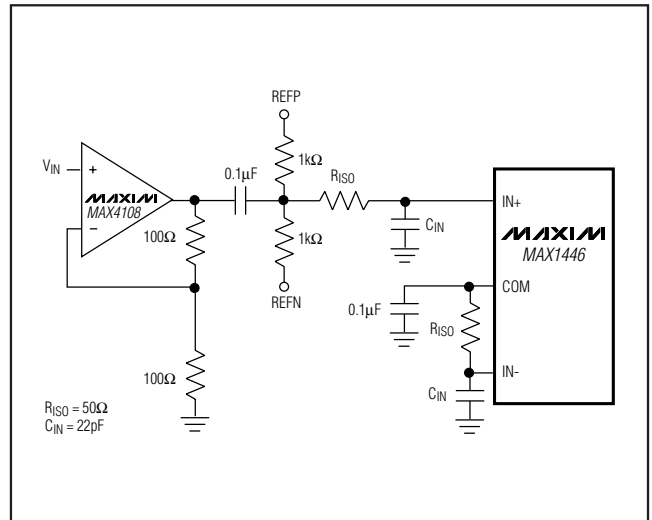 REFP
1kΩ
V_IN
+
0.1µF
R_ISO
MAXIM
MAX4108
IN+
C_IN
MAXIM
MAX1446
100Ω
1kΩ
-
REFN
COM
0.1µF
R_ISO
100Ω
IN-
C_IN
R_ISO = 50Ω
C_IN = 22pF